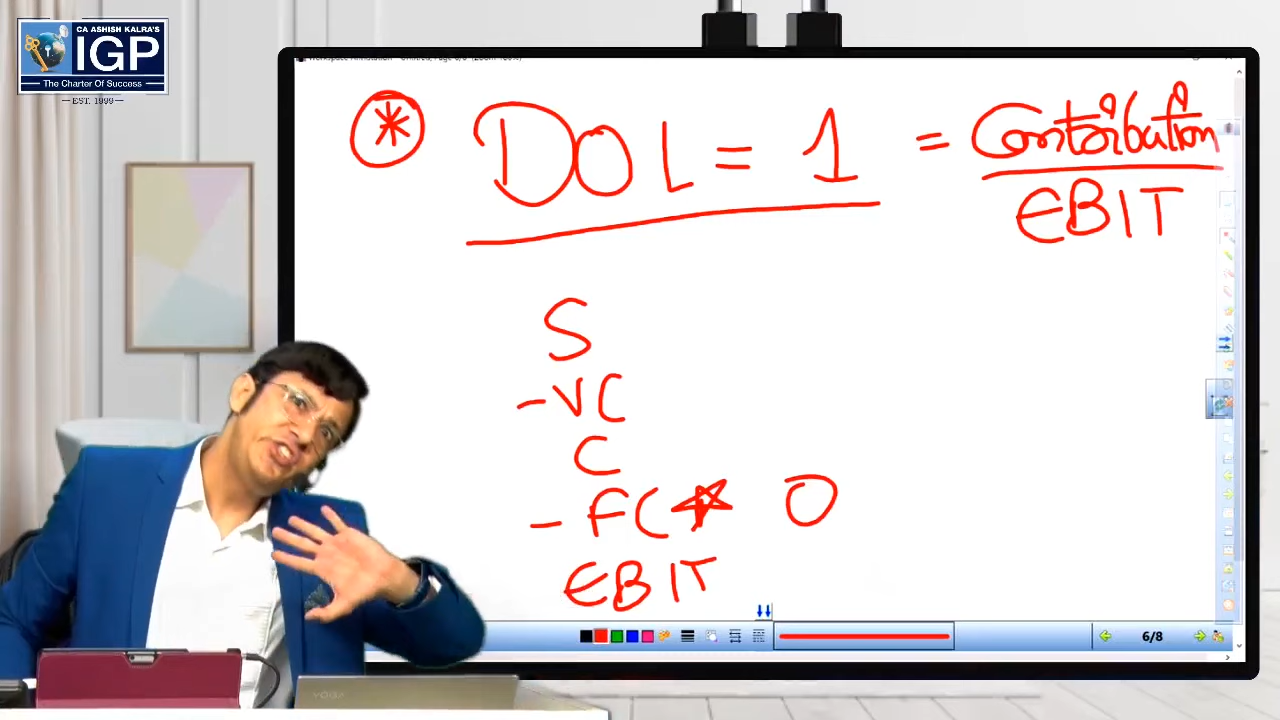 CA ASHISH KALRA'S
IGP
The Charter Of Success
EST. 1999
* DOL = 1 = Contribution
EBIT
S
- VC
C
- FC ☆ 0
EBIT
6/8
YOGA